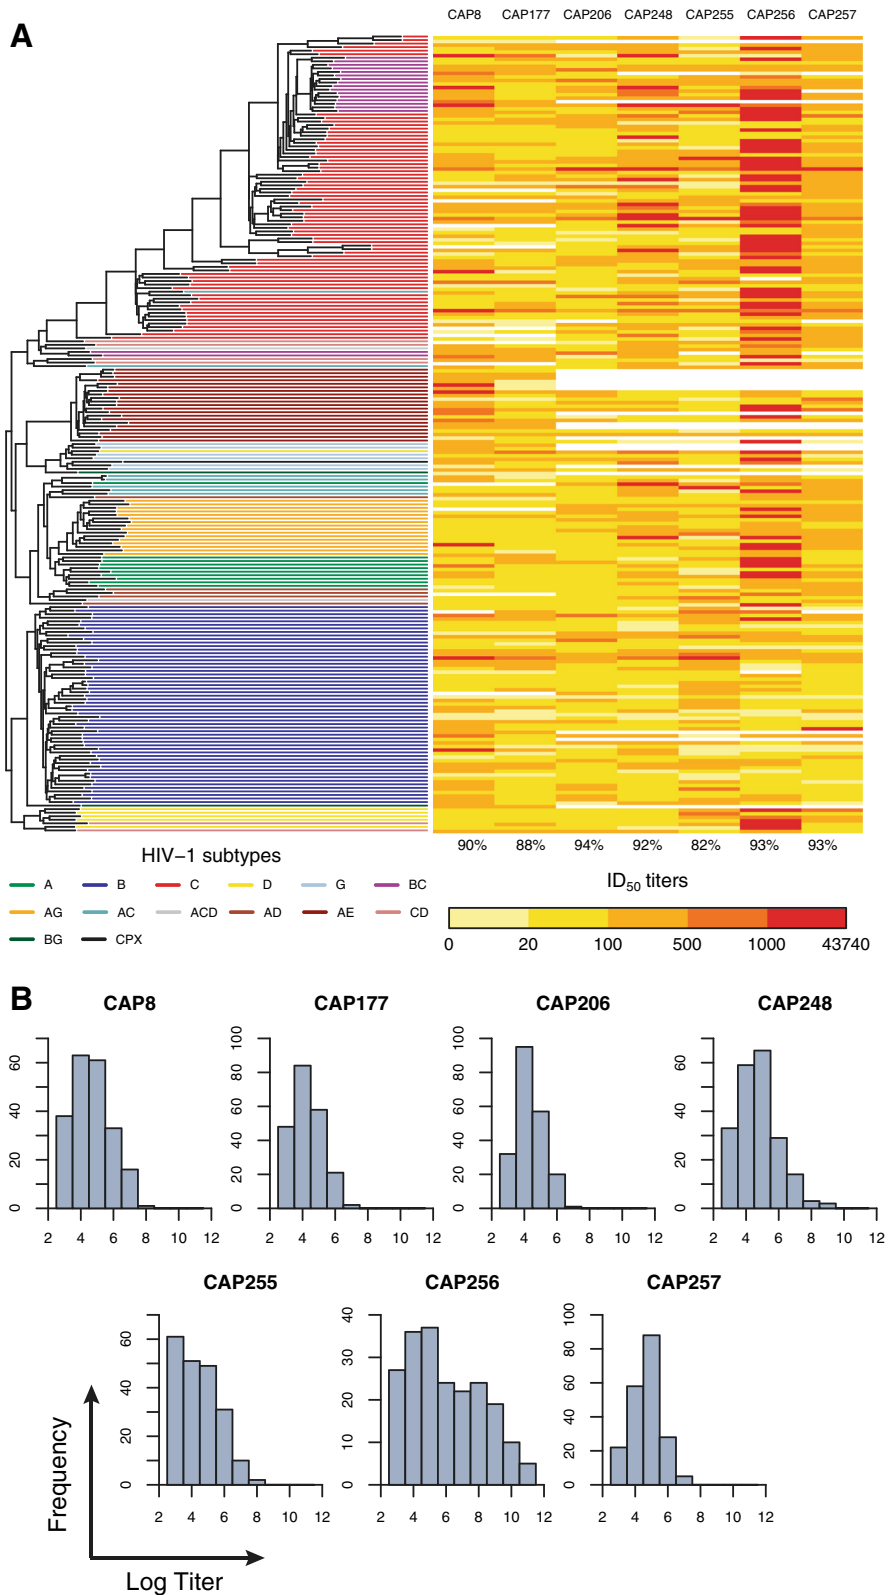 A
CAP8 CAP177 CAP206 CAP248 CAP255 CAP256 CAP257
90% 88% 94% 92% 82% 93% 93%
HIV−1 subtypes
A B C D G BC
AG AC ACD AD AE CD
BG CPX
ID50 titers
0 20 100 500 1000 43740
B
CAP8 CAP177 CAP206 CAP248
0 20 40 60
0 20 40 60 80 100
0 20 40 60 80 100
0 20 40 60
2 4 6 8 10 12
2 4 6 8 10 12
2 4 6 8 10 12
2 4 6 8 10 12
CAP255 CAP256 CAP257
0 20 40 60
0 10 20 30 40
0 20 40 60 80 100
2 4 6 8 10 12
2 4 6 8 10 12
2 4 6 8 10 12
Frequency
Log Titer